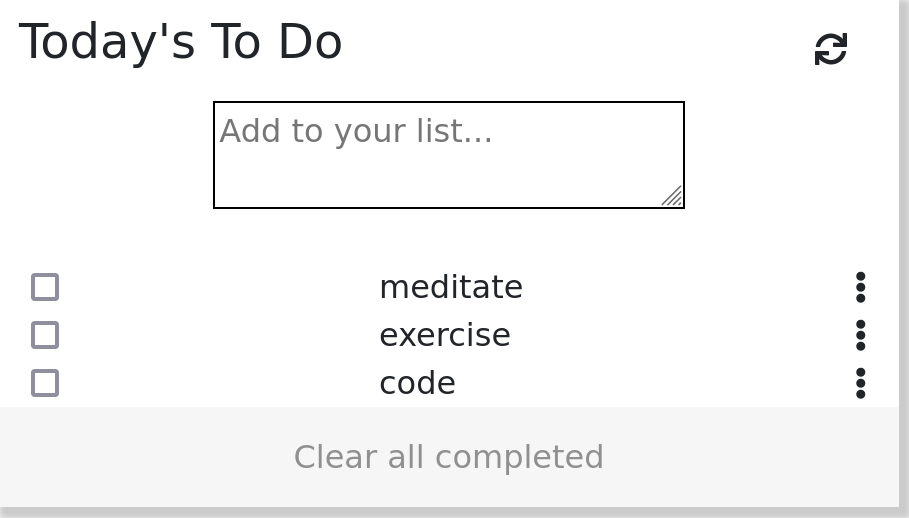 Today's To Do
Add to your list...
meditate
exercise
code
Clear all completed